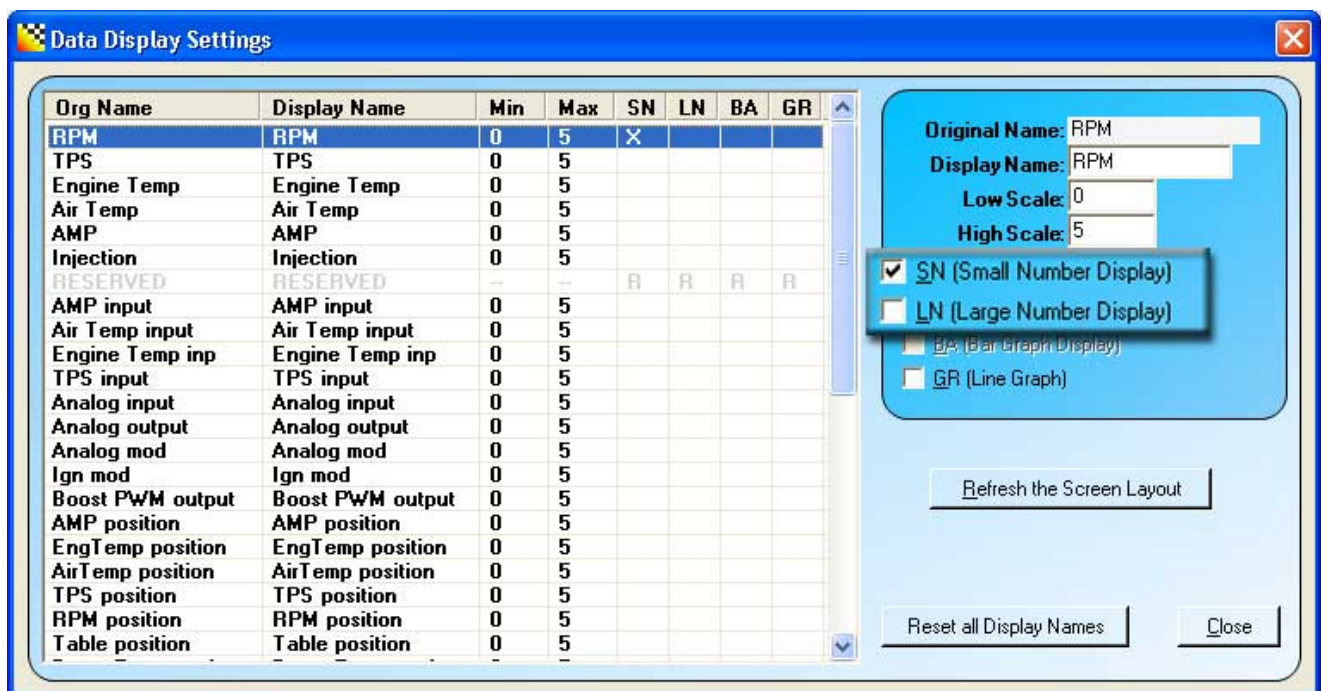 Data Display Settings
Org Name Display Name Min Max SN LN BA GR
RPM RPM 0 5 X
TPS TPS 0 5
Engine Temp Engine Temp 0 5
Air Temp Air Temp 0 5
AMP AMP 0 5
Injection Injection 0 5
RESERVED RESERVED -- -- R R R R
AMP input AMP input 0 5
Air Temp input Air Temp input 0 5
Engine Temp inp Engine Temp inp 0 5
TPS input TPS input 0 5
Analog input Analog input 0 5
Analog output Analog output 0 5
Analog mod Analog mod 0 5
Ign mod Ign mod 0 5
Boost PWM output Boost PWM output 0 5
AMP position AMP position 0 5
EngTemp position EngTemp position 0 5
AirTemp position AirTemp position 0 5
TPS position TPS position 0 5
RPM position RPM position 0 5
Table position Table position 0 5
Original Name: RPM
Display Name: RPM
Low Scale: 0
High Scale: 5
SN (Small Number Display)
LN (Large Number Display)
BA (Bar Graph Display)
GR (Line Graph)
Refresh the Screen Layout
Reset all Display Names
Close